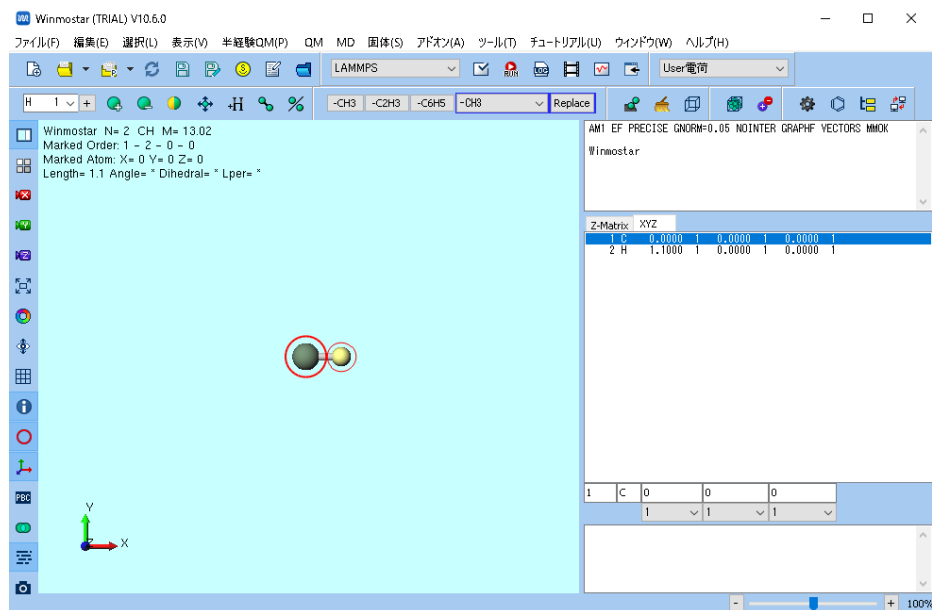 Winmostar (TRIAL) V10.6.0
ファイル(F) 編集(E) 選択(L) 表示(V) 半経験QM(P) QM MD 固体(S) アドオン(A) ツール(T) チュートリアル(U) ウインドウ(W) ヘルプ(H)
LAMMPS RUN LOG User電荷
H 1 + -H % -CH3 -C2H3 -C6H5 -CH3 Replace
Winmostar N= 2 CH M= 13.02
Marked Order: 1 - 2 - 0 - 0
Marked Atom: X= 0 Y= 0 Z= 0
Length= 1.1 Angle= * Dihedral= * Lper= *
AM1 EF PRECISE GNORM=0.05 NOINTER GRAPHF VECTORS MMOK
Winmostar
Z-Matrix XYZ
1 C 0.0000 1 0.0000 1 0.0000 1
2 H 1.1000 1 0.0000 1 0.0000 1
1 C 0 0 0
1 1 1
PBC
Y
Z X
- + 100%